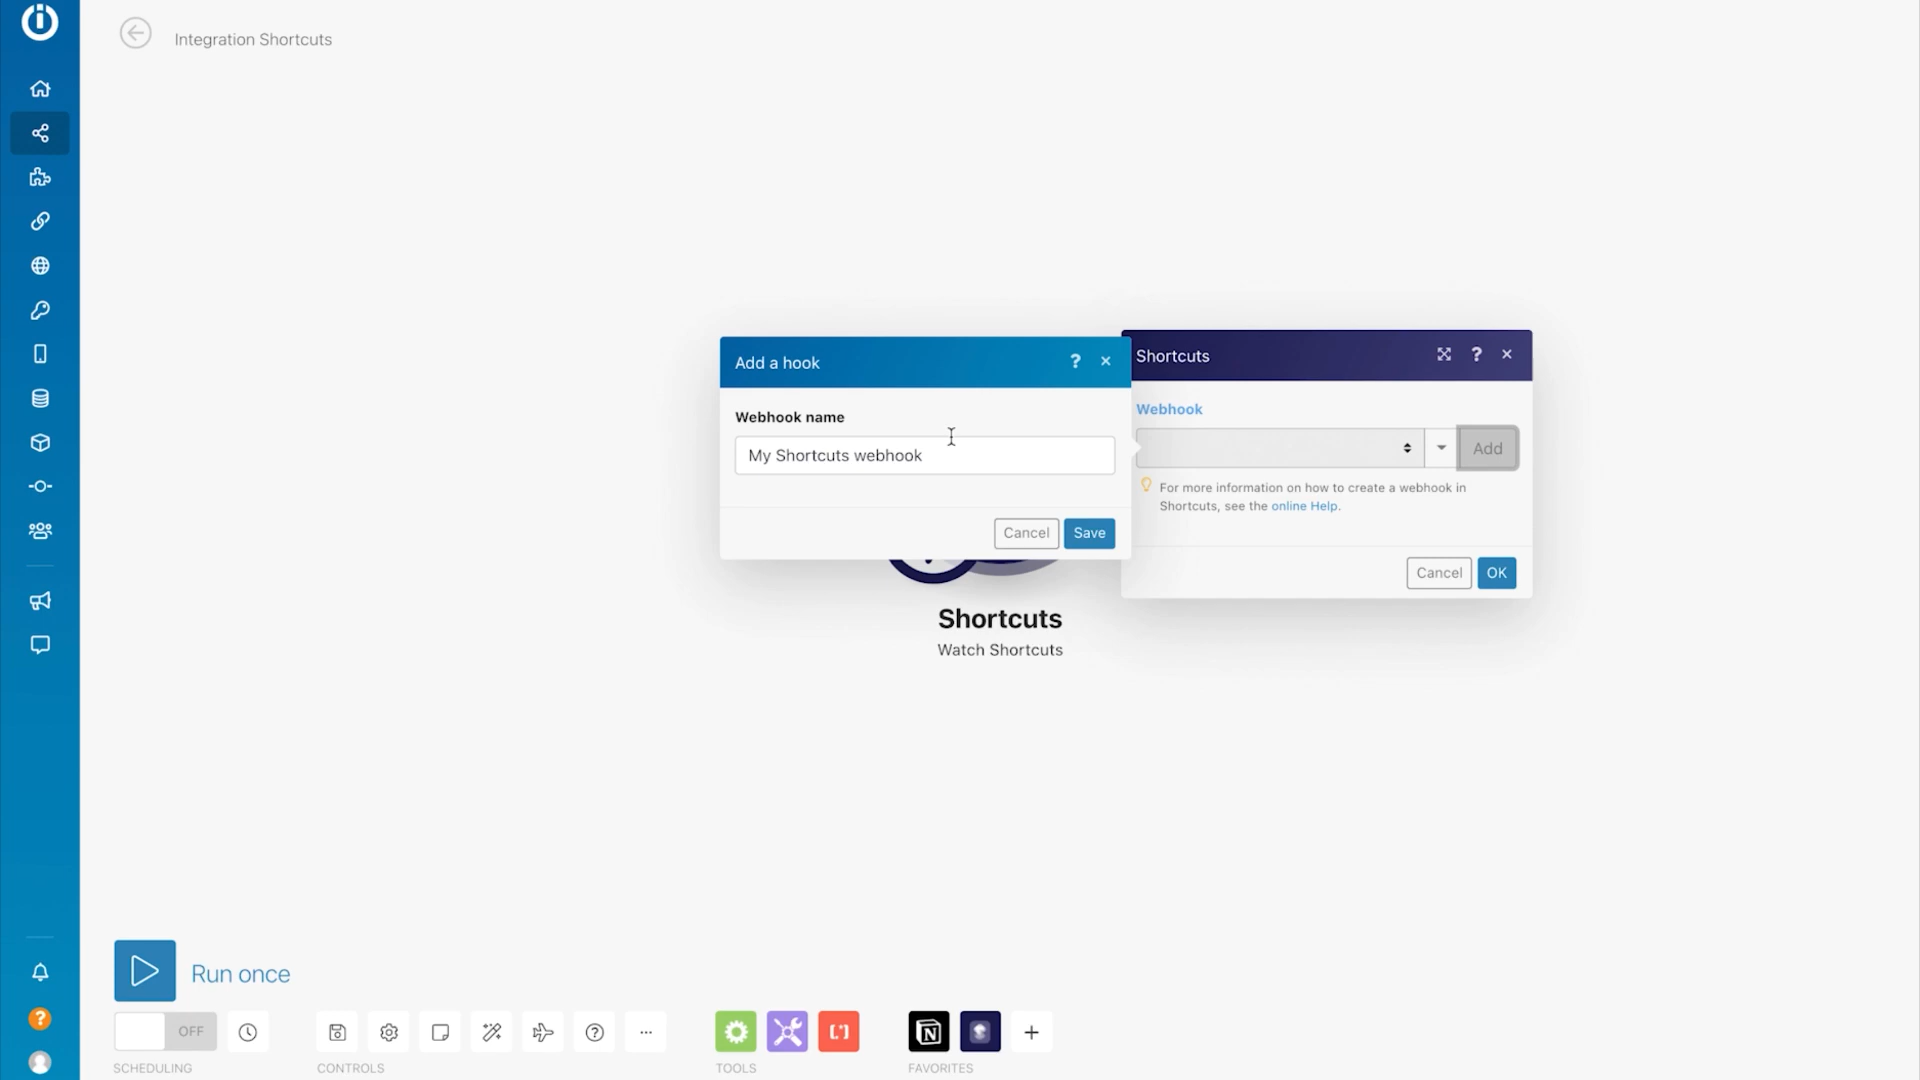 Integration Shortcuts
Add a hook
Webhook name
My Shortcuts webhook
Cancel
Save
Shortcuts
Webhook
Add
For more information on how to create a webhook in
Shortcuts, see the online Help.
Cancel
OK
Shortcuts
Watch Shortcuts
Run once
OFF
SCHEDULING
CONTROLS
TOOLS
FAVORITES